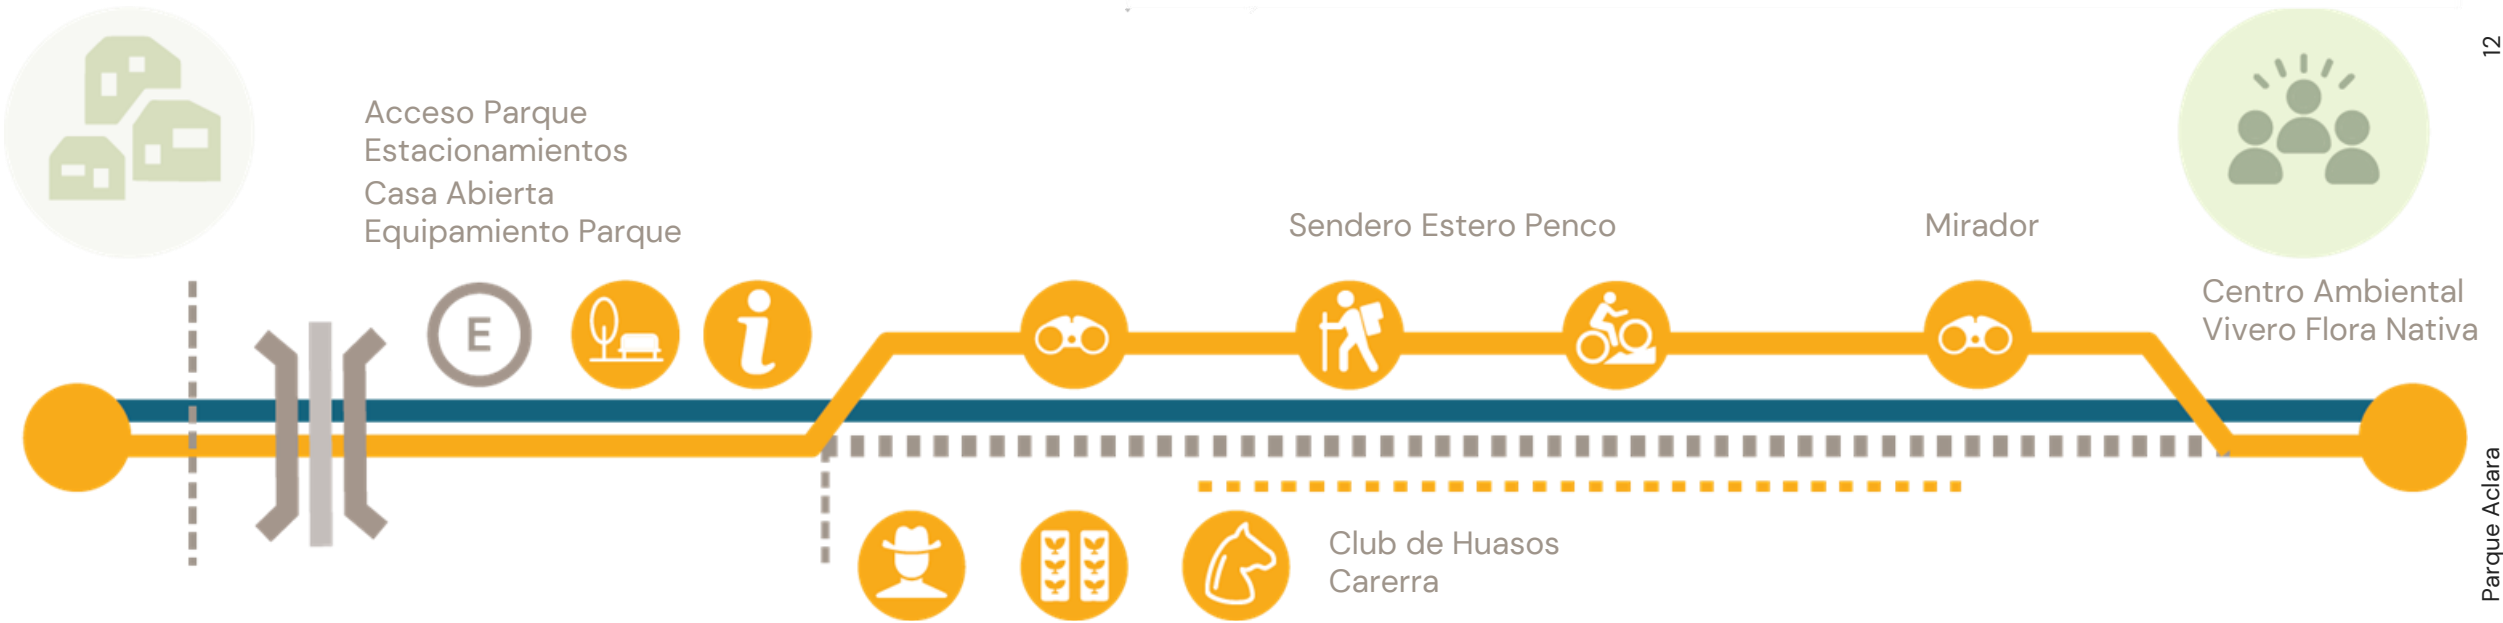 12
Acceso Parque
Estacionamientos
Casa Abierta
Equipamiento Parque
Sendero Estero Penco
Mirador
Centro Ambiental
Vivero Flora Nativa
E
i
Club de Huasos
Carerra
Parque Aclara